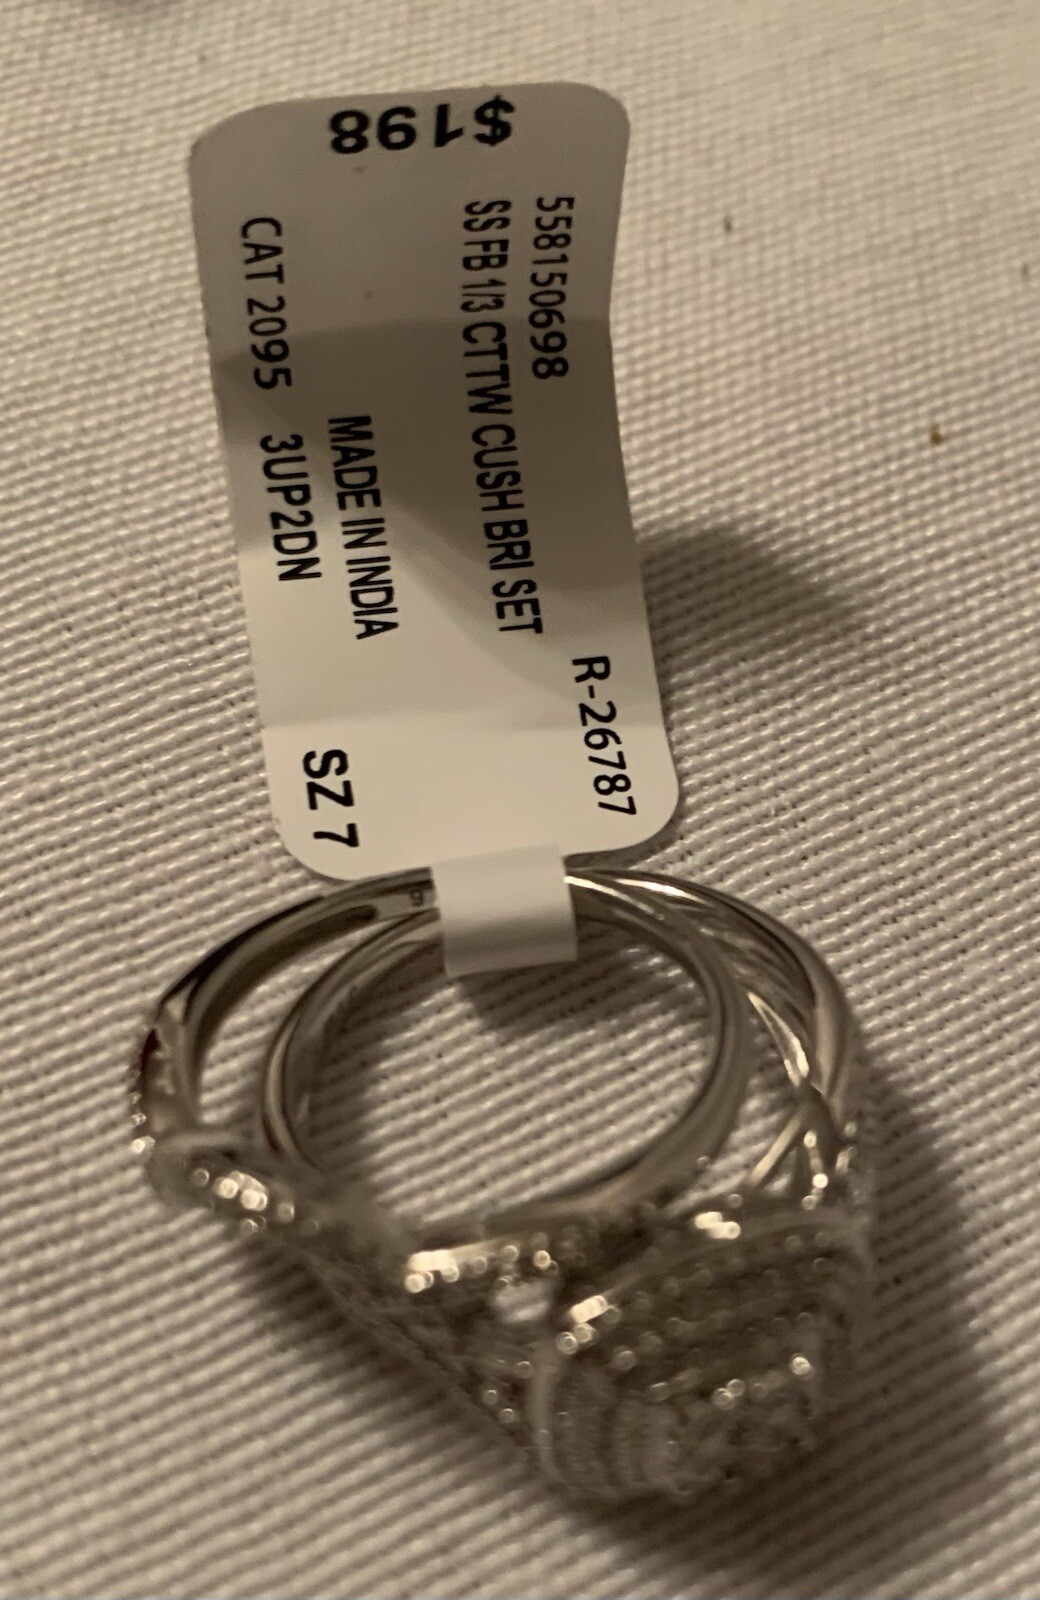 $198
558150698
R-26787
SS FB 1/3 CTTW CUSH BRI SET
MADE IN INDIA
CAT 2095 3UP2DN
SZ 7